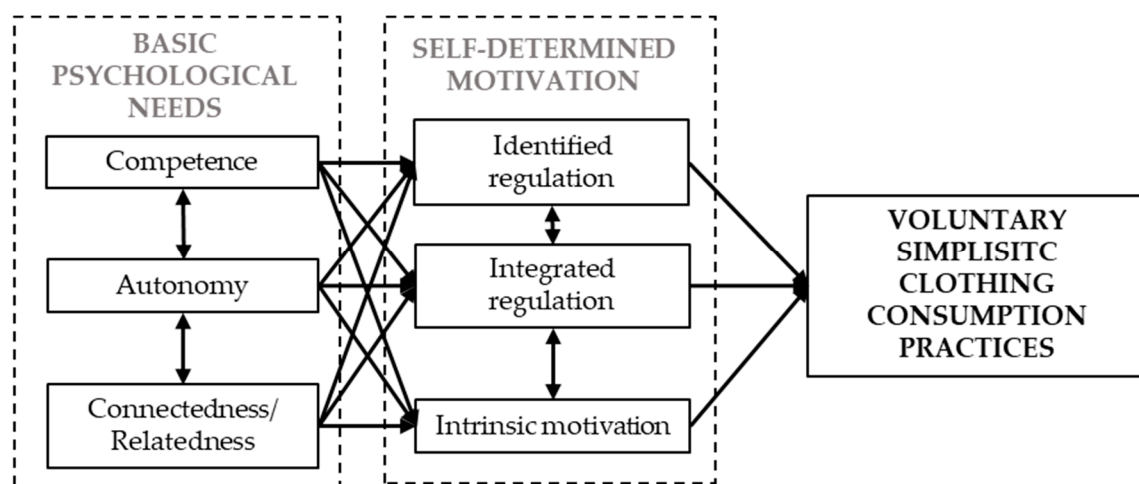 BASIC
PSYCHOLOGICAL
NEEDS
Competence
Autonomy
Connectedness/
Relatedness
SELF-DETERMINED
MOTIVATION
Identified
regulation
Integrated
regulation
Intrinsic motivation
VOLUNTARY
SIMPLISITC
CLOTHING
CONSUMPTION
PRACTICES